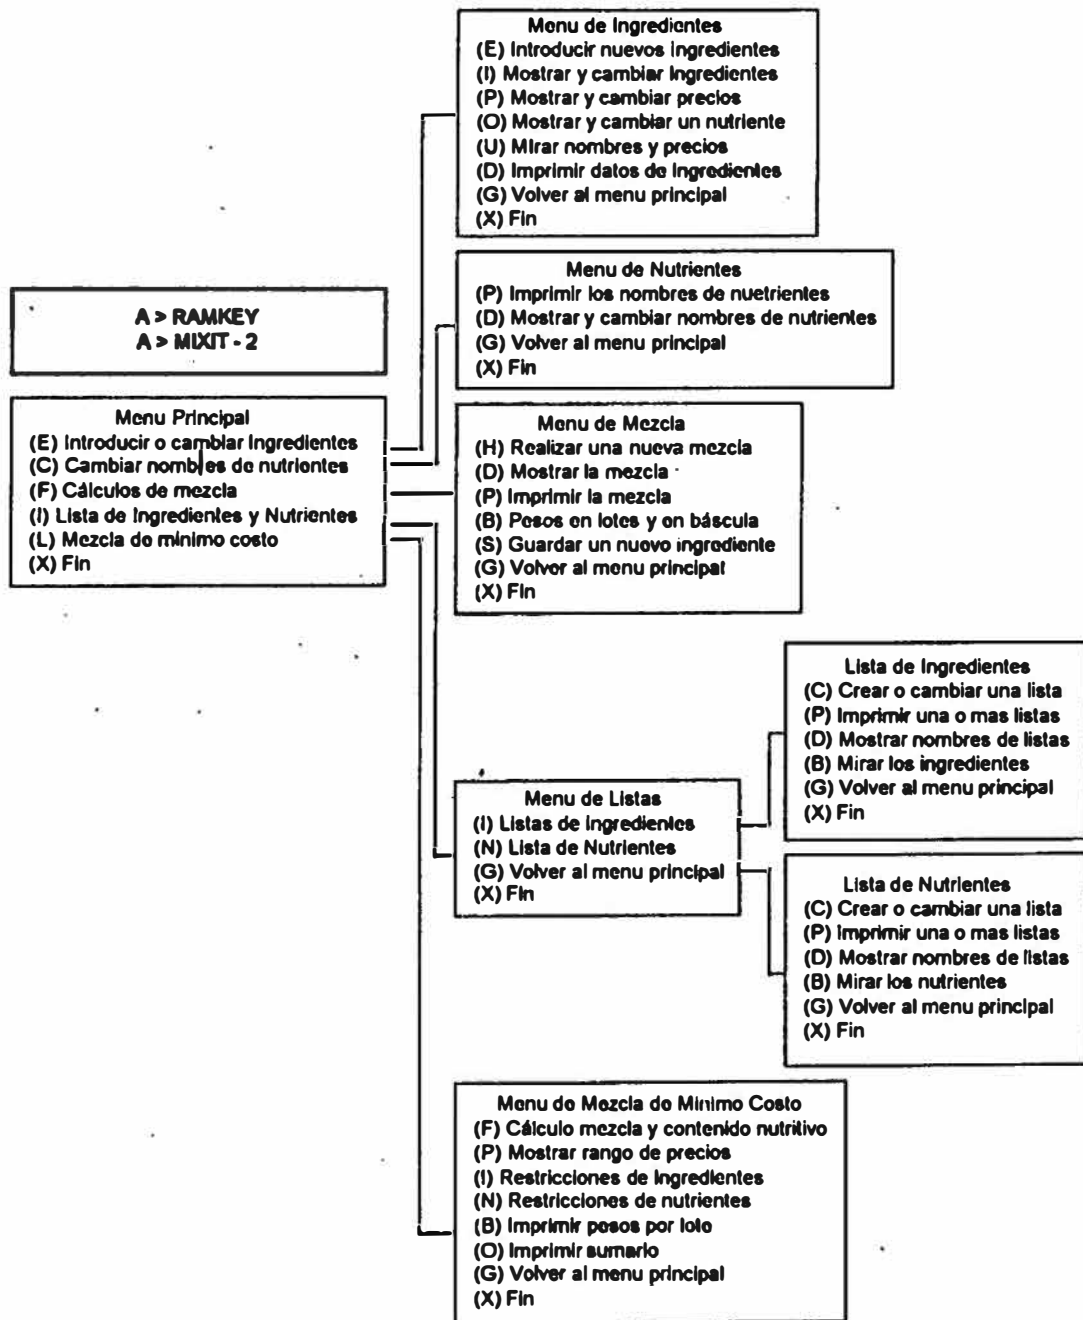 Menu de Ingredientes
(E) Introducir nuevos Ingredientes
(I) Mostrar y cambiar Ingredientes
(P) Mostrar y cambiar precios
(O) Mostrar y cambiar un nutriente
(U) Mirar nombres y precios
(D) Imprimir datos de Ingredientes
(G) Volver al menu principal
(X) Fin
Menu de Nutrientes
(P) Imprimir los nombres de nuetrientes
(D) Mostrar y cambiar nombres de nutrientes
(G) Volver al menu principal
(X) Fin
A > RAMKEY
A > MIXIT - 2
Menu Principal
(E) Introducir o cambiar Ingredientes
(C) Cambiar nombres de nutrientes
(F) Cálculos de mezcla
(I) Lista de Ingredientes y Nutrientes
(L) Mezcla de mínimo costo
(X) Fin
Menu de Mezcla
(H) Realizar una nueva mezcla
(D) Mostrar la mezcla
(P) Imprimir la mezcla
(B) Pesos en lotes y en báscula
(S) Guardar un nuevo ingrediente
(G) Volver al menu principal
(X) Fin
Lista de Ingredientes
(C) Crear o cambiar una lista
(P) Imprimir una o mas listas
(D) Mostrar nombres de listas
(B) Mirar los ingredientes
(G) Volver al menu principal
(X) Fin
Menu de Listas
(I) Listas de Ingredientes
(N) Lista de Nutrientes
(G) Volver al menu principal
(X) Fin
Lista de Nutrientes
(C) Crear o cambiar una lista
(P) Imprimir una o mas listas
(D) Mostrar nombres de listas
(B) Mirar los nutrientes
(G) Volver al menu principal
(X) Fin
Menu de Mezcla de Mínimo Costo
(F) Cálculo mezcla y contenido nutritivo
(P) Mostrar rango de precios
(I) Restricciones de Ingredientes
(N) Restricciones de nutrientes
(B) Imprimir pesos por lote
(O) Imprimir sumario
(G) Volver al menu principal
(X) Fin